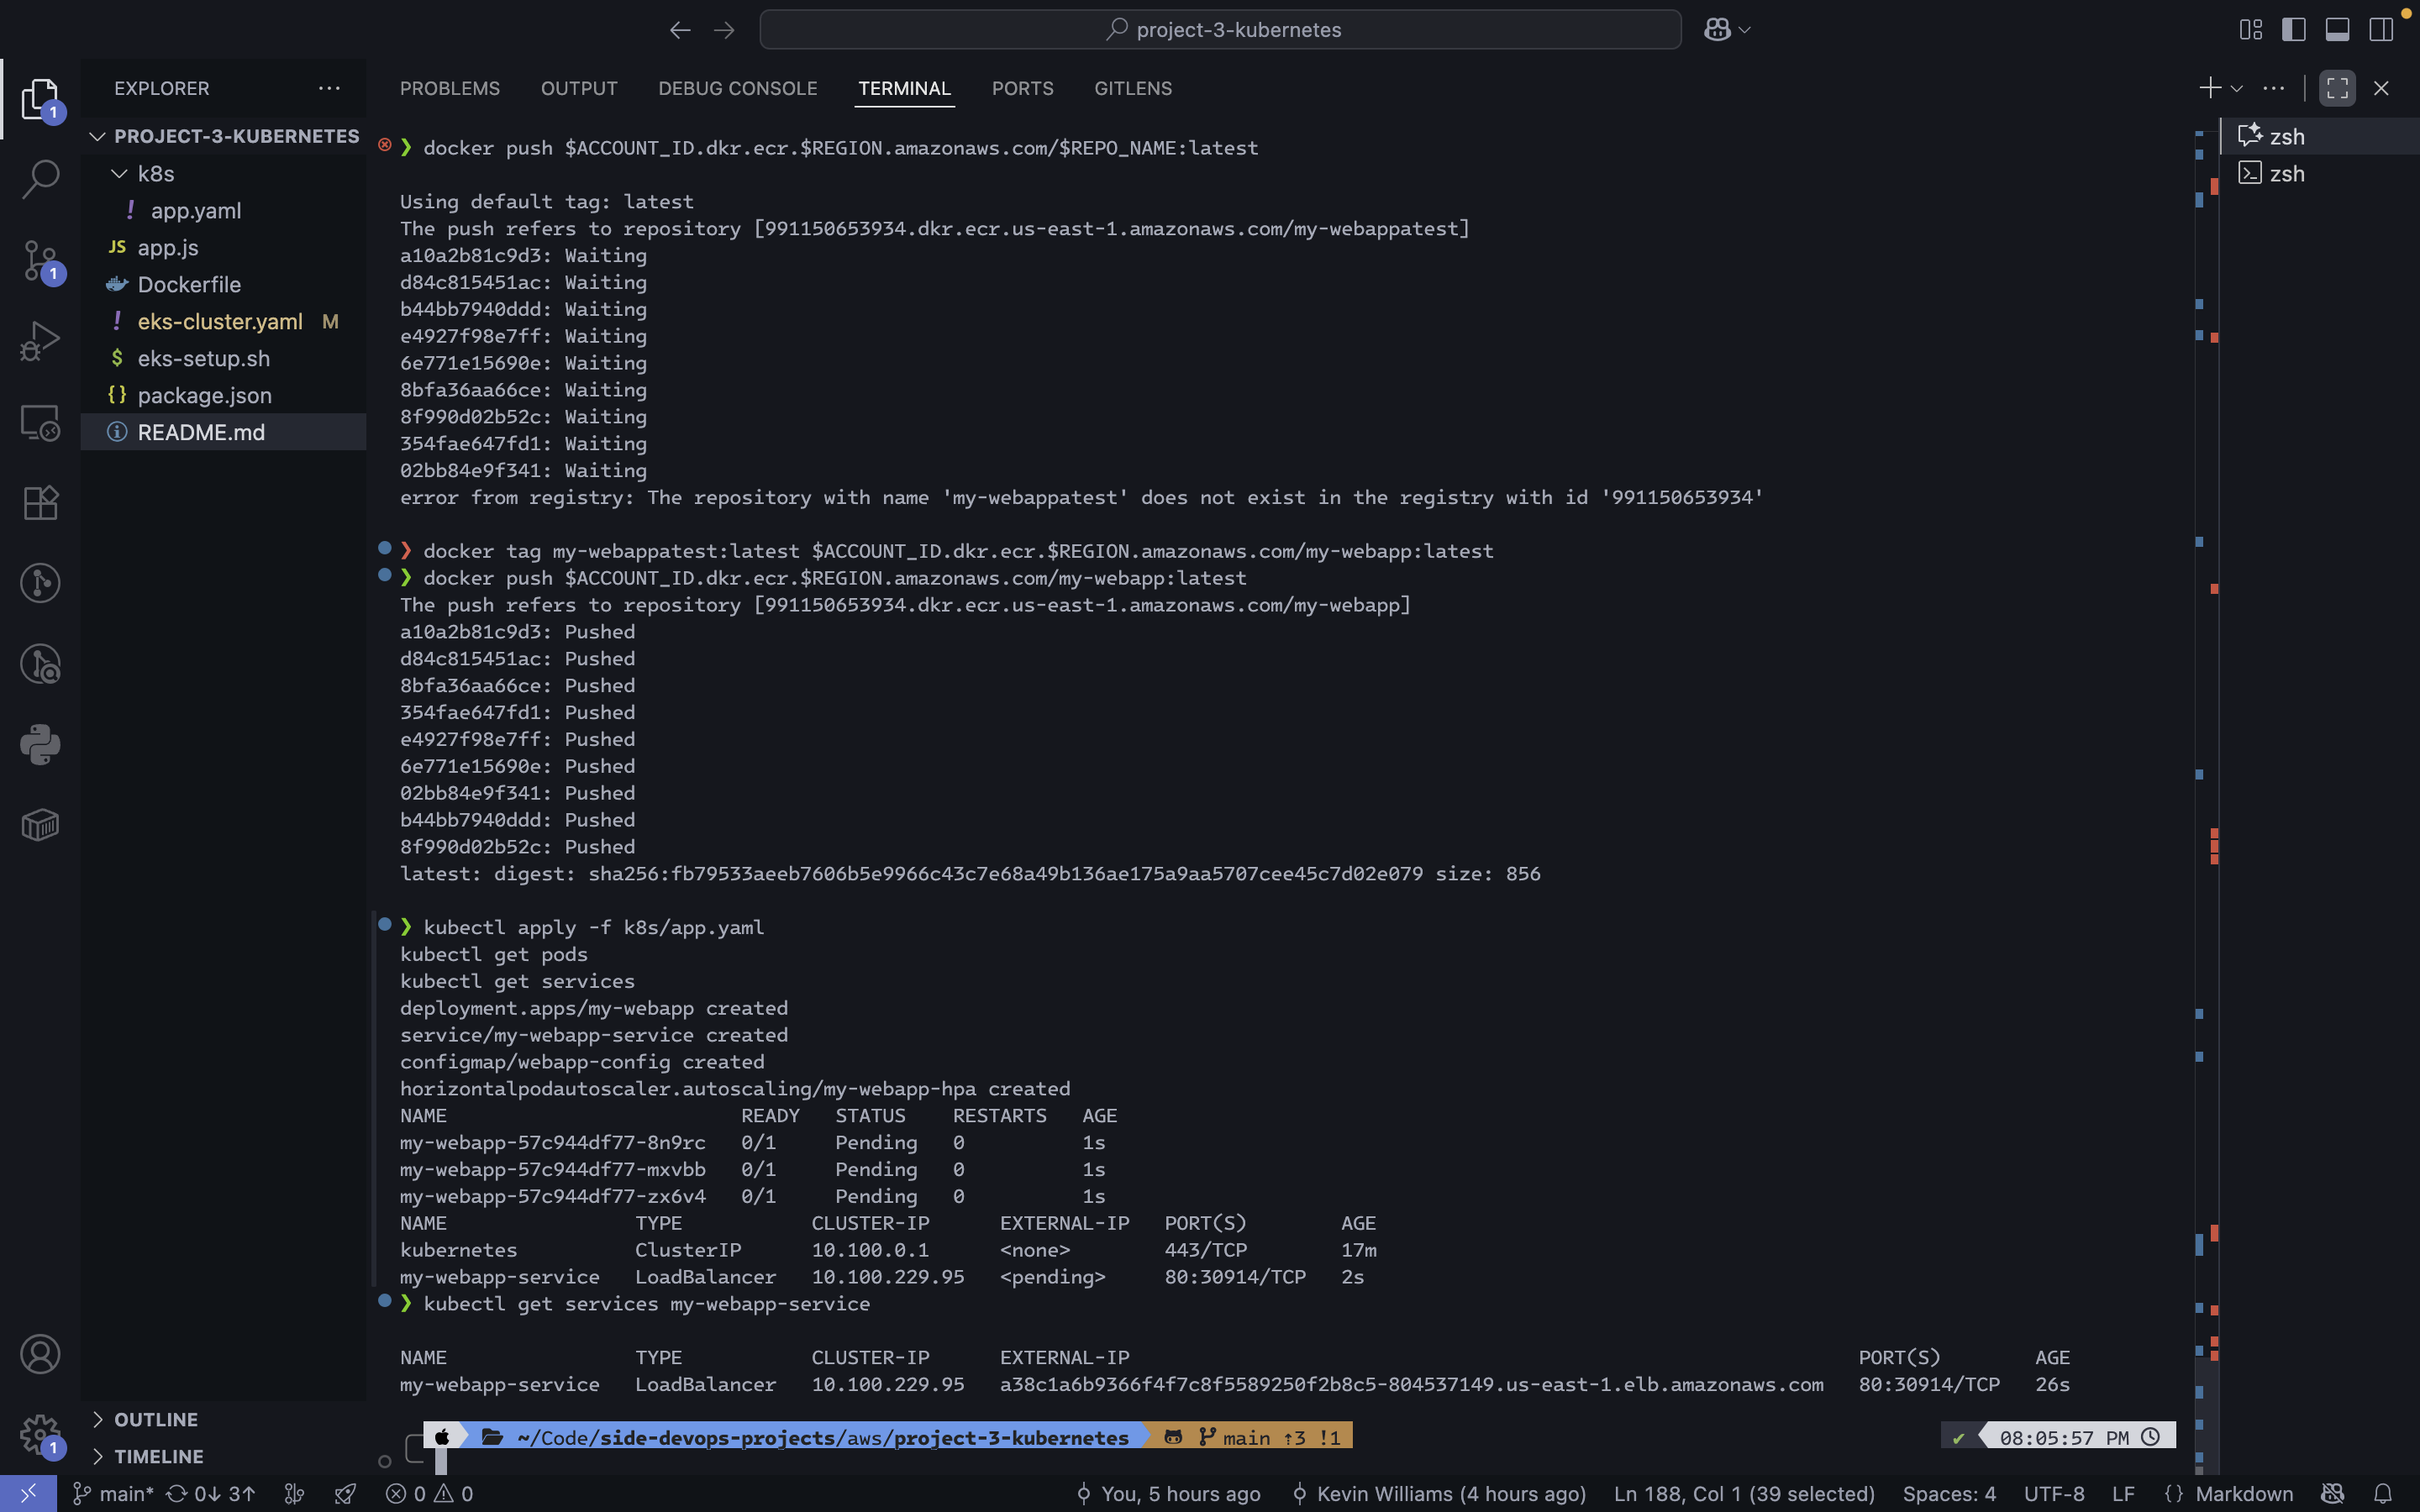 project-3-kubernetes
EXPLORER
PROJECT-3-KUBERNETES
k8s
! app.yaml
JS app.js
Dockerfile
! eks-cluster.yaml M
$ eks-setup.sh
{} package.json
README.md
OUTLINE
TIMELINE
1
1
1
PROBLEMS OUTPUT DEBUG CONSOLE TERMINAL PORTS GITLENS
zsh
zsh
❯ docker push $ACCOUNT_ID.dkr.ecr.$REGION.amazonaws.com/$REPO_NAME:latest
Using default tag: latest
The push refers to repository [991150653934.dkr.ecr.us-east-1.amazonaws.com/my-webappatest]
a10a2b81c9d3: Waiting
d84c815451ac: Waiting
b44bb7940ddd: Waiting
e4927f98e7ff: Waiting
6e771e15690e: Waiting
8bfa36aa66ce: Waiting
8f990d02b52c: Waiting
354fae647fd1: Waiting
02bb84e9f341: Waiting
error from registry: The repository with name 'my-webappatest' does not exist in the registry with id '991150653934'
❯ docker tag my-webappatest:latest $ACCOUNT_ID.dkr.ecr.$REGION.amazonaws.com/my-webapp:latest
❯ docker push $ACCOUNT_ID.dkr.ecr.$REGION.amazonaws.com/my-webapp:latest
The push refers to repository [991150653934.dkr.ecr.us-east-1.amazonaws.com/my-webapp]
a10a2b81c9d3: Pushed
d84c815451ac: Pushed
8bfa36aa66ce: Pushed
354fae647fd1: Pushed
e4927f98e7ff: Pushed
6e771e15690e: Pushed
02bb84e9f341: Pushed
b44bb7940ddd: Pushed
8f990d02b52c: Pushed
latest: digest: sha256:fb79533aeeb7606b5e9966c43c7e68a49b136ae175a9aa5707cee45c7d02e079 size: 856
❯ kubectl apply -f k8s/app.yaml
kubectl get pods
kubectl get services
deployment.apps/my-webapp created
service/my-webapp-service created
configmap/webapp-config created
horizontalpodautoscaler.autoscaling/my-webapp-hpa created
NAME READY STATUS RESTARTS AGE
my-webapp-57c944df77-8n9rc 0/1 Pending 0 1s
my-webapp-57c944df77-mxvbb 0/1 Pending 0 1s
my-webapp-57c944df77-zx6v4 0/1 Pending 0 1s
NAME TYPE CLUSTER-IP EXTERNAL-IP PORT(S) AGE
kubernetes ClusterIP 10.100.0.1 <none> 443/TCP 17m
my-webapp-service LoadBalancer 10.100.229.95 <pending> 80:30914/TCP 2s
❯ kubectl get services my-webapp-service
NAME TYPE CLUSTER-IP EXTERNAL-IP PORT(S) AGE
my-webapp-service LoadBalancer 10.100.229.95 a38c1a6b9366f4f7c8f5589250f2b8c5-804537149.us-east-1.elb.amazonaws.com 80:30914/TCP 26s
~/Code/side-devops-projects/aws/project-3-kubernetes main ⇡3 !1 ✔ 08:05:57 PM
main* 0↓ 3↑ 0 0 You, 5 hours ago Kevin Williams (4 hours ago) Ln 188, Col 1 (39 selected) Spaces: 4 UTF-8 LF {} Markdown